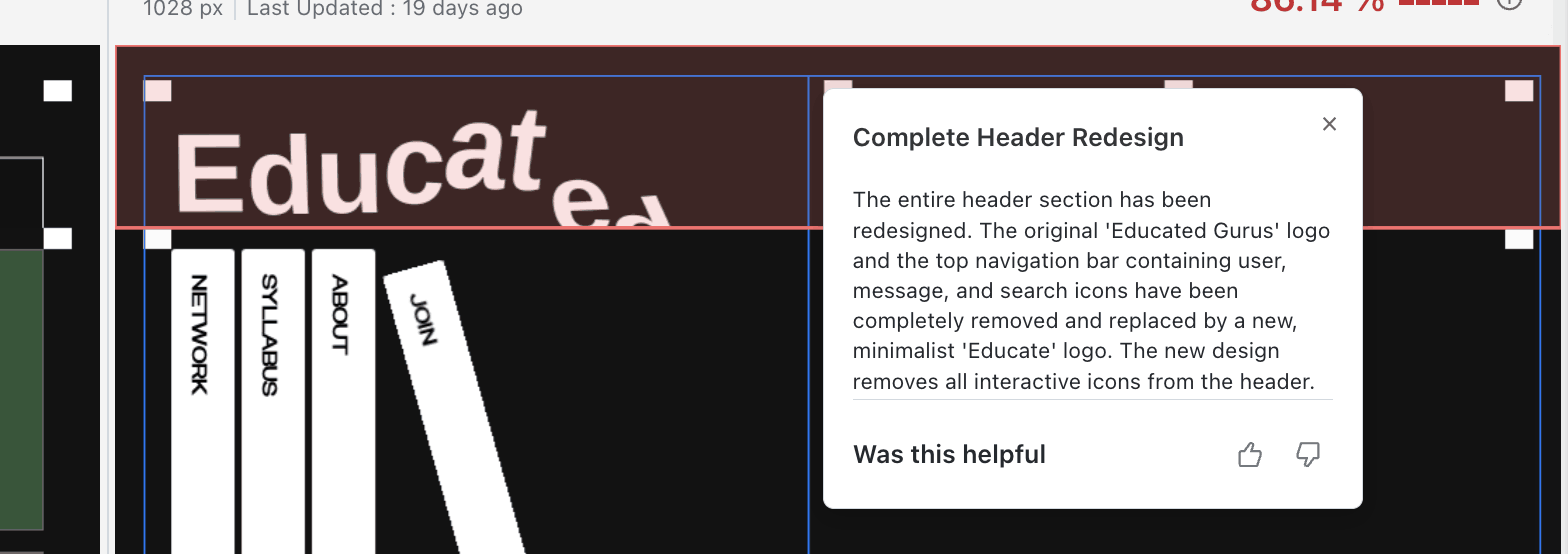 1028 px | Last Updated : 19 days ago
86.14 %
Educated
Complete Header Redesign
The entire header section has been
redesigned. The original 'Educated Gurus' logo
and the top navigation bar containing user,
message, and search icons have been
completely removed and replaced by a new,
minimalist 'Educate' logo. The new design
removes all interactive icons from the header.
Was this helpful
NETWORK
SYLLABUS
ABOUT
JOIN